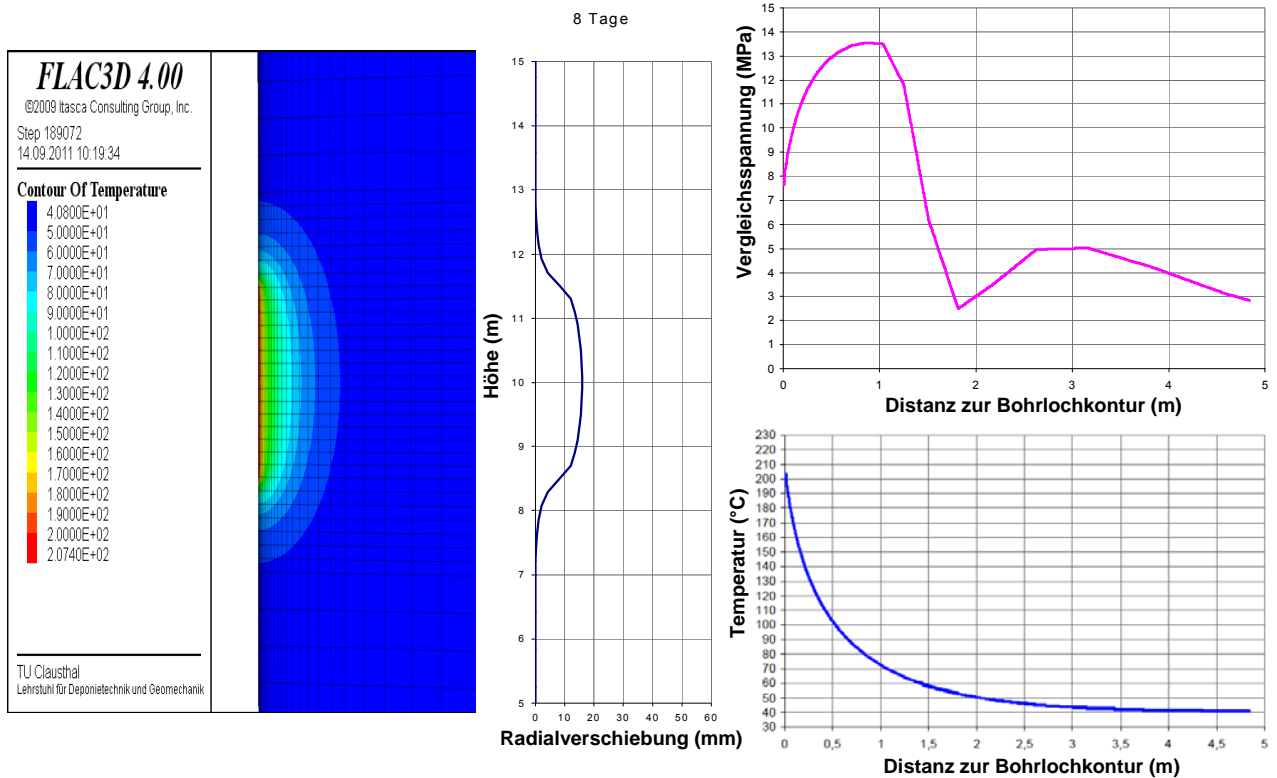 FLAC3D 4.00
©2009 Itasca Consulting Group, Inc.
Step 189072
14.09.2011 10:19:34
Contour Of Temperature
4.0800E+01
5.0000E+01
6.0000E+01
7.0000E+01
8.0000E+01
9.0000E+01
1.0000E+02
1.1000E+02
1.2000E+02
1.3000E+02
1.4000E+02
1.5000E+02
1.6000E+02
1.7000E+02
1.8000E+02
1.9000E+02
2.0000E+02
2.0740E+02
TU Clausthal
Lehrstuhl für Deponietechnik und Geomechanik
8 Tage
Höhe (m)
15
14
13
12
11
10
9
8
7
6
5
0 10 20 30 40 50 60
Radialverschiebung (mm)
Vergleichsspannung (MPa)
15
14
13
12
11
10
9
8
7
6
5
4
3
2
1
0
0 1 2 3 4 5
Distanz zur Bohrlochkontur (m)
Temperatur (°C)
230
220
210
200
190
180
170
160
150
140
130
120
110
100
90
80
70
60
50
40
30
0 0,5 1 1,5 2 2,5 3 3,5 4 4,5 5
Distanz zur Bohrlochkontur (m)